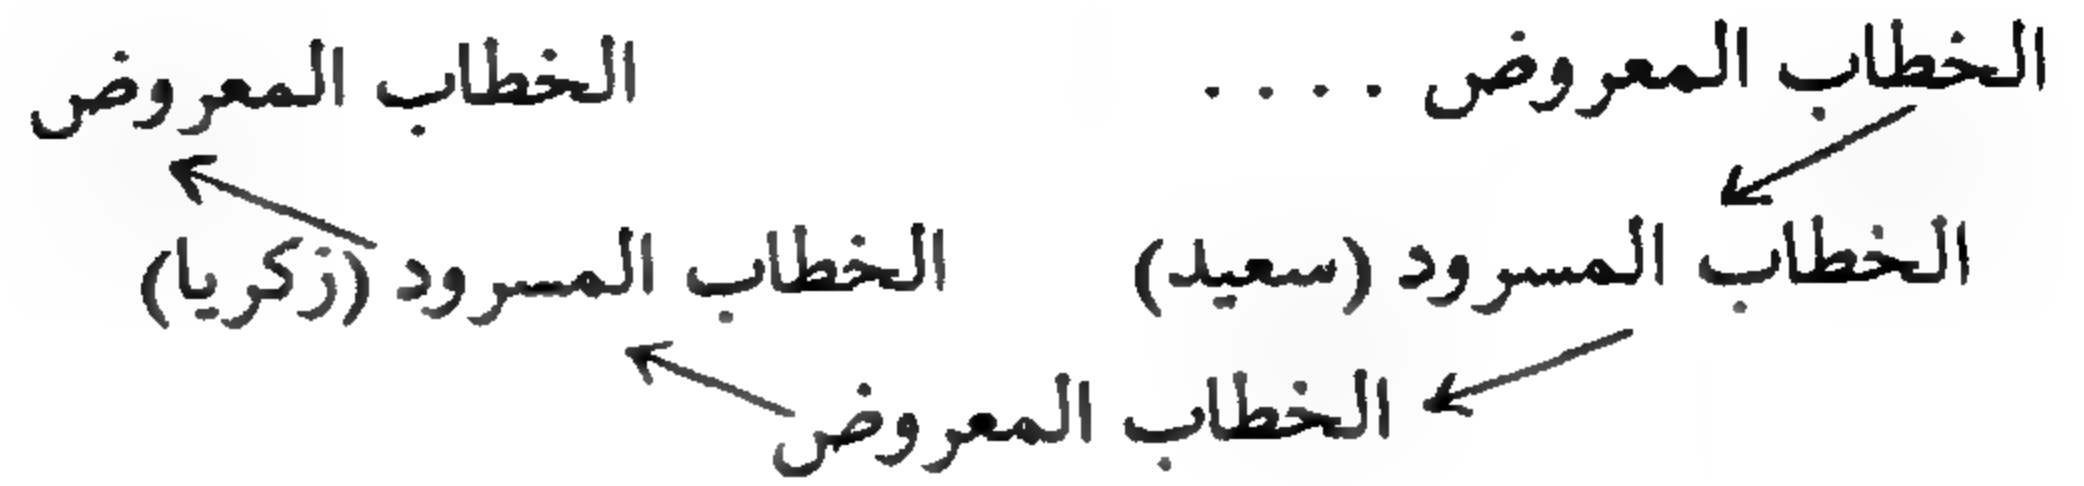 الخطاب المعروض . . . . الخطاب المعروض
الخطاب المسرود (سعيد) الخطاب المسرود (زكريا)
الخطاب المعروض